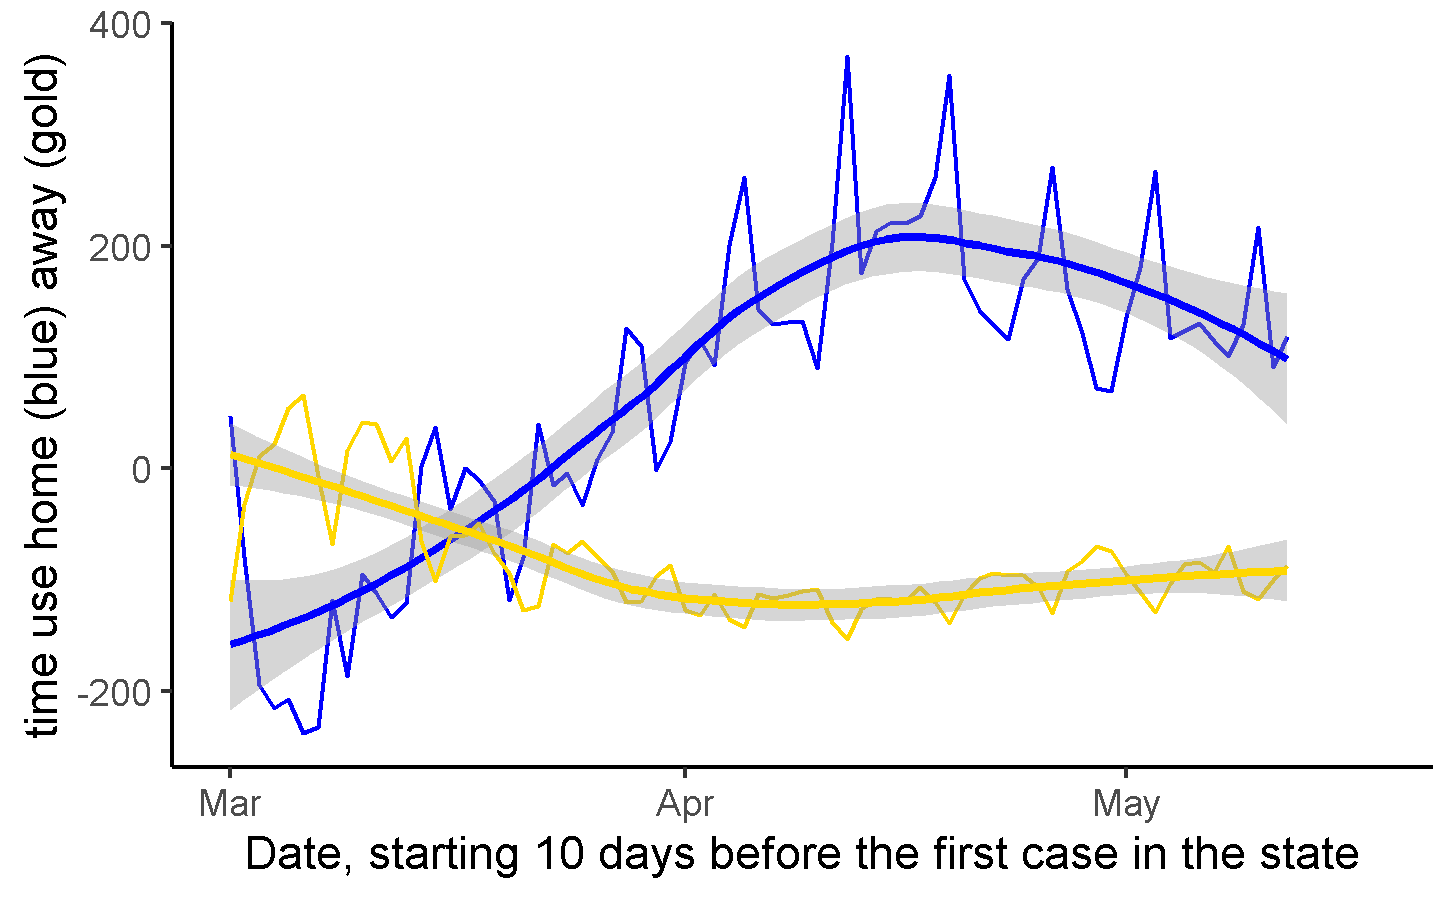 time use home (blue) away (gold)
400
200
0
-200
Mar
Apr
May
Date, starting 10 days before the first case in the state